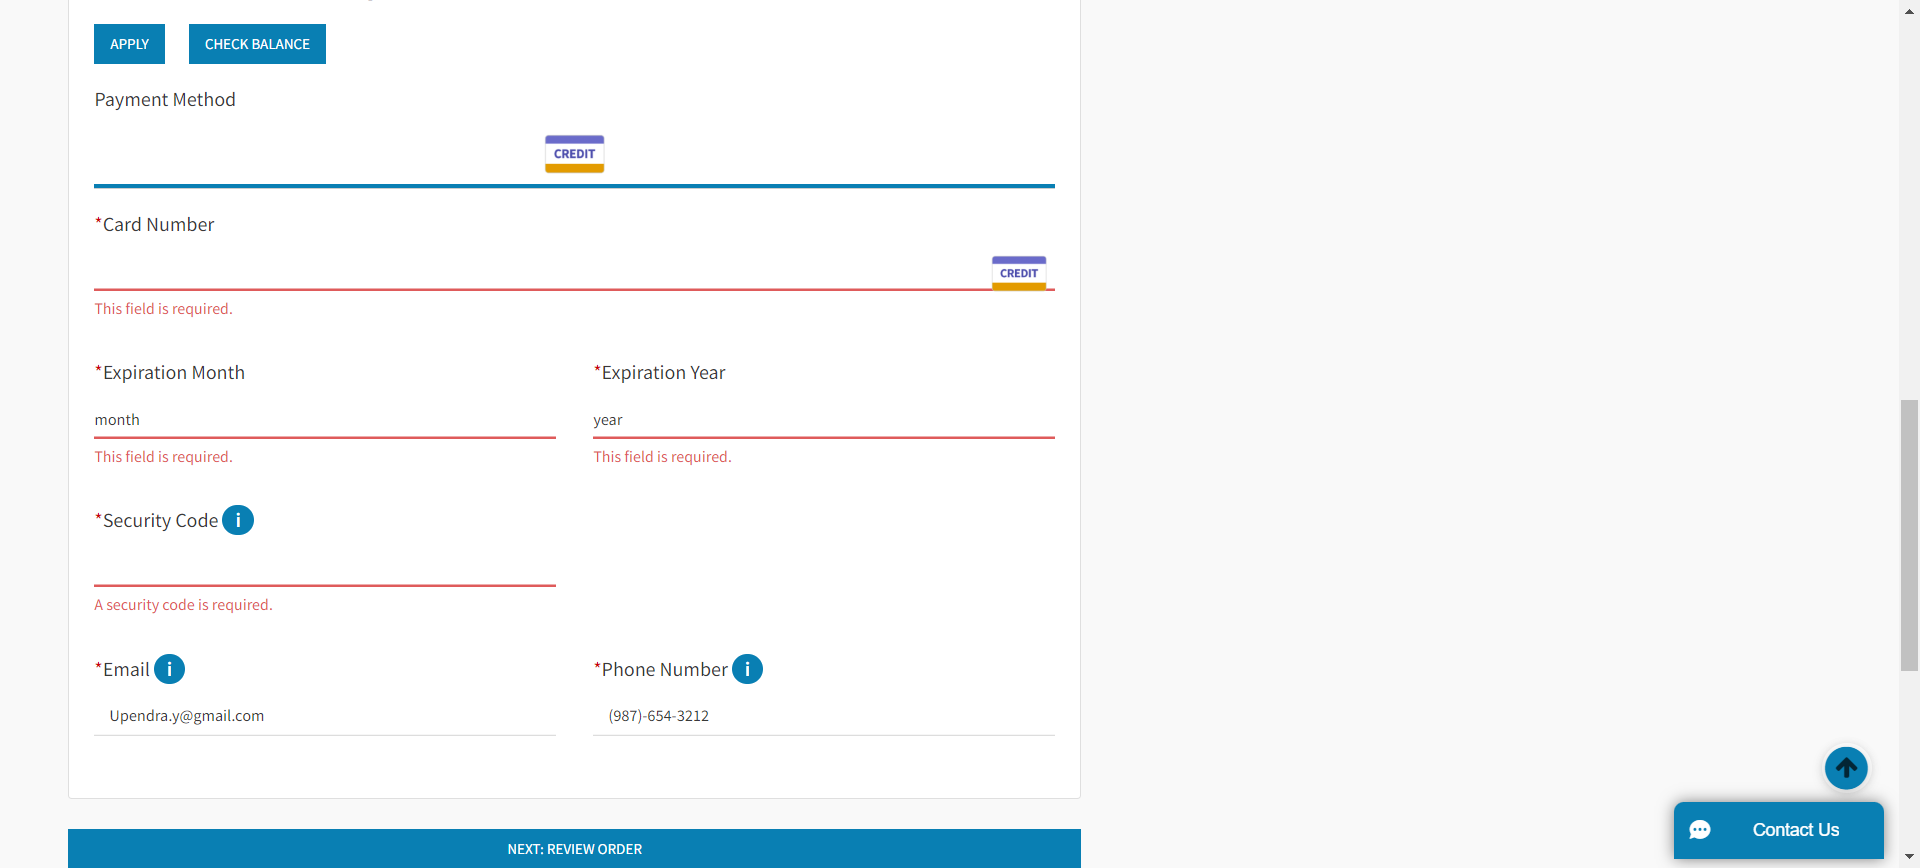 APPLY CHECK BALANCE
Payment Method
CREDIT
*Card Number
CREDIT
This field is required.
*Expiration Month *Expiration Year
month year
This field is required. This field is required.
*Security Code i
A security code is required.
*Email i *Phone Number i
Upendra.y@gmail.com (987)-654-3212
Contact Us
NEXT: REVIEW ORDER